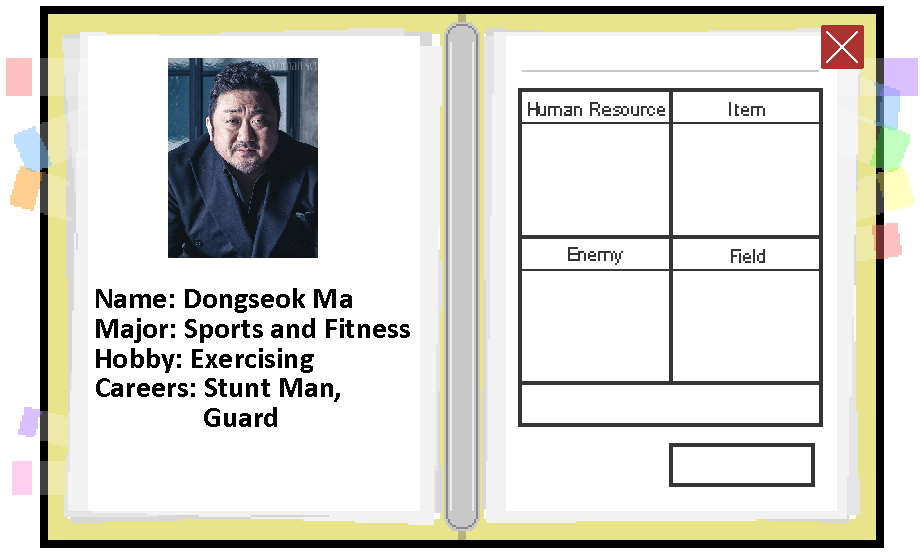 Name: Dongseok Ma
Major: Sports and Fitness
Hobby: Exercising
Careers: Stunt Man,
Guard
Human Resource
Item
Enemy
Field